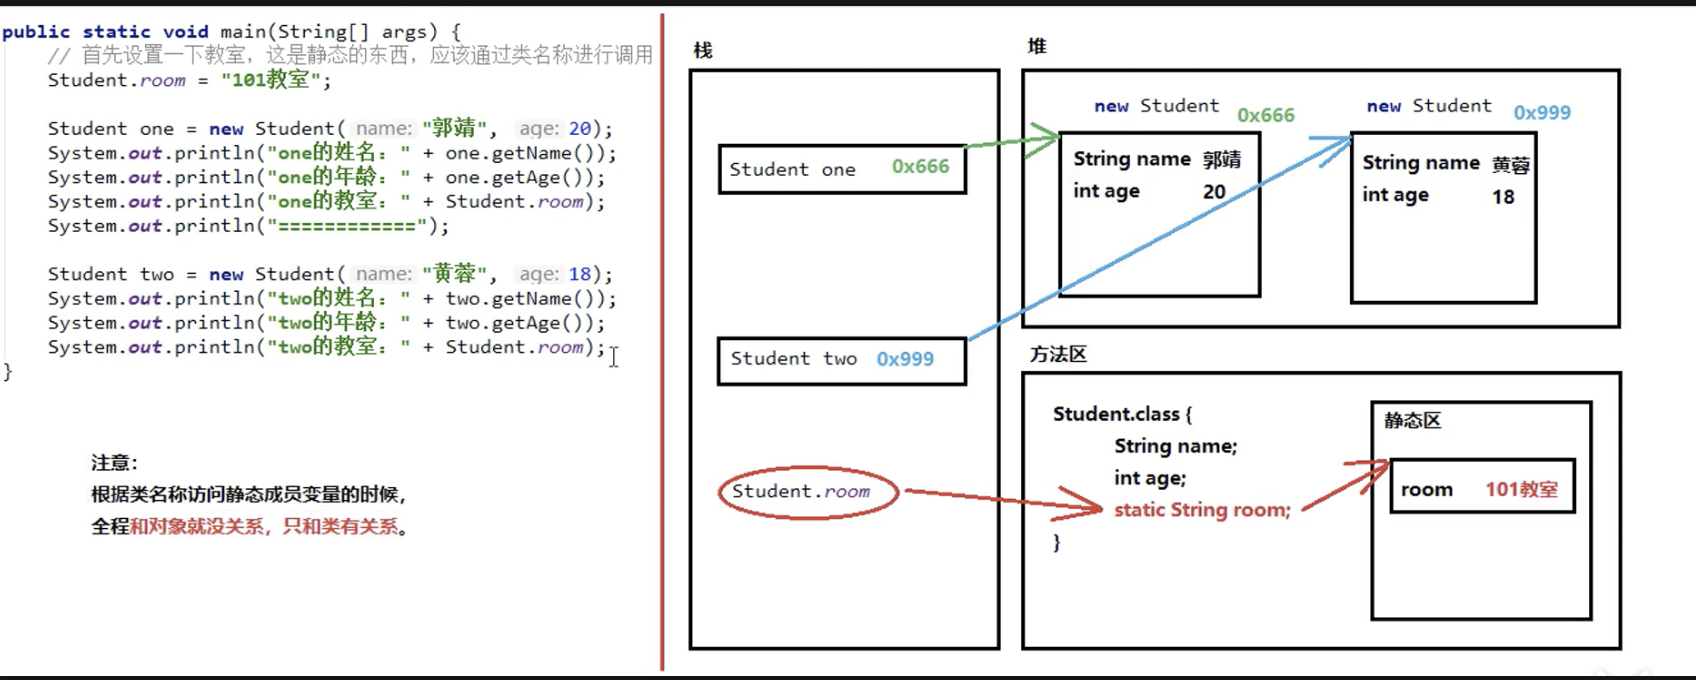 public static void main(String[] args) {
// 首先设置一下教室，这是静态的东西，应该通过类名称进行调用
Student.room = "101教室";
Student one = new Student( name: "郭靖", age: 20);
System.out.println("one的姓名：" + one.getName());
System.out.println("one的年龄：" + one.getAge());
System.out.println("one的教室：" + Student.room);
System.out.println("============");
Student two = new Student( name: "黄蓉", age: 18);
System.out.println("two的姓名：" + two.getName());
System.out.println("two的年龄：" + two.getAge());
System.out.println("two的教室：" + Student.room);
}
注意：
根据类名称访问静态成员变量的时候，
全程和对象就没关系，只和类有关系。
栈
Student one 0x666
Student two 0x999
Student.room
堆
new Student 0x666
String name 郭靖
int age 20
new Student 0x999
String name 黄蓉
int age 18
方法区
Student.class {
String name;
int age;
static String room;
}
静态区
room 101教室